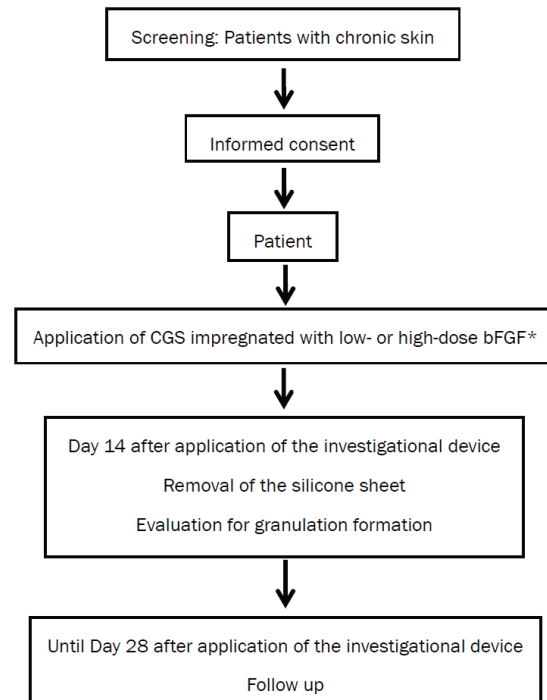 Screening: Patients with chronic skin
Informed consent
Patient
Application of CGS impregnated with low- or high-dose bFGF*
Day 14 after application of the investigational device
Removal of the silicone sheet
Evaluation for granulation formation
Until Day 28 after application of the investigational device
Follow up